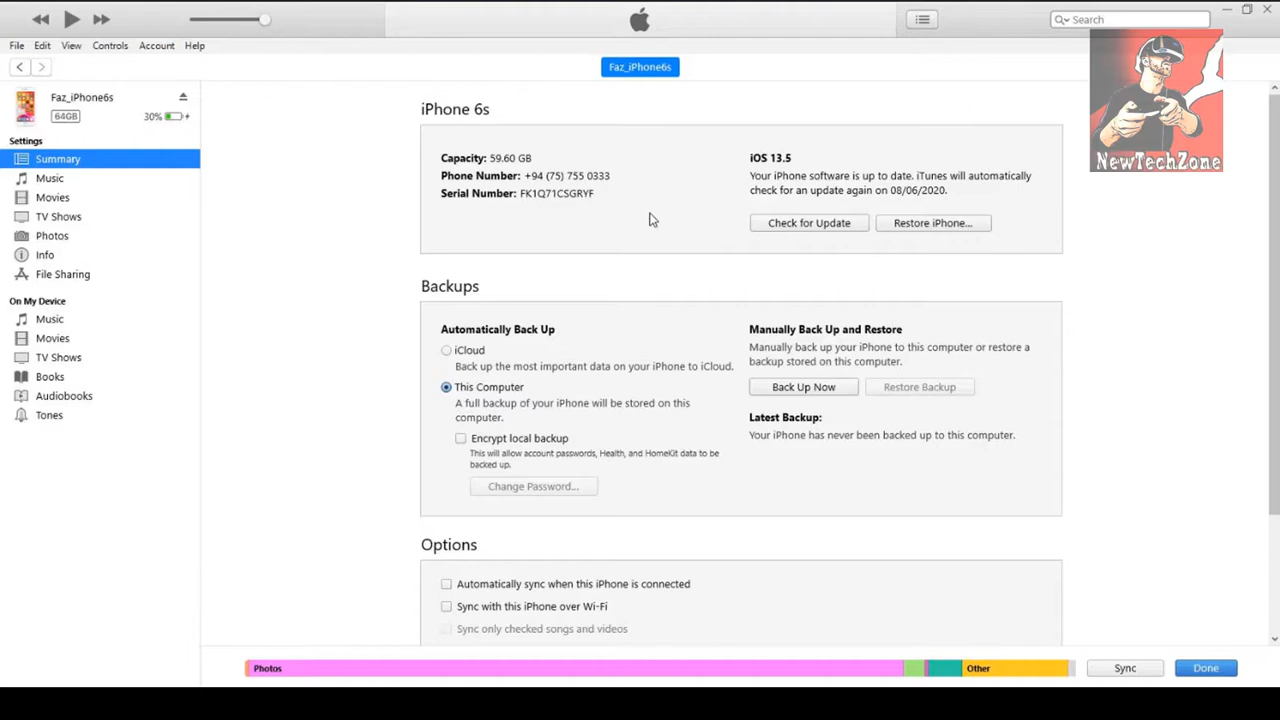 Search
File Edit View Controls Account Help
Faz_iPhone6s
NewTechZone
Faz_iPhone6s
64GB 30%
Settings
Summary
Music
Movies
TV Shows
Photos
Info
File Sharing
On My Device
Music
Movies
TV Shows
Books
Audiobooks
Tones
iPhone 6s
Capacity: 59.60 GB
Phone Number: +94 (75) 755 0333
Serial Number: FK1Q71CSGRYF
iOS 13.5
Your iPhone software is up to date. iTunes will automatically
check for an update again on 08/06/2020.
Check for Update Restore iPhone...
Backups
Automatically Back Up
iCloud
Back up the most important data on your iPhone to iCloud.
This Computer
A full backup of your iPhone will be stored on this
computer.
Encrypt local backup
This will allow account passwords, Health, and HomeKit data to be
backed up.
Change Password...
Manually Back Up and Restore
Manually back up your iPhone to this computer or restore a
backup stored on this computer.
Back Up Now Restore Backup
Latest Backup:
Your iPhone has never been backed up to this computer.
Options
Automatically sync when this iPhone is connected
Sync with this iPhone over Wi-Fi
Sync only checked songs and videos
Photos Other Sync Done